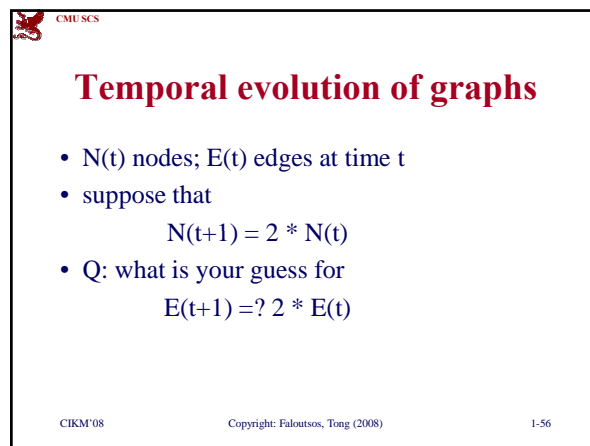 CMU SCS
Temporal evolution of graphs
• N(t) nodes; E(t) edges at time t
• suppose that
N(t+1) = 2 * N(t)
• Q: what is your guess for
E(t+1) =? 2 * E(t)
CIKM'08 Copyright: Faloutsos, Tong (2008) 1-56